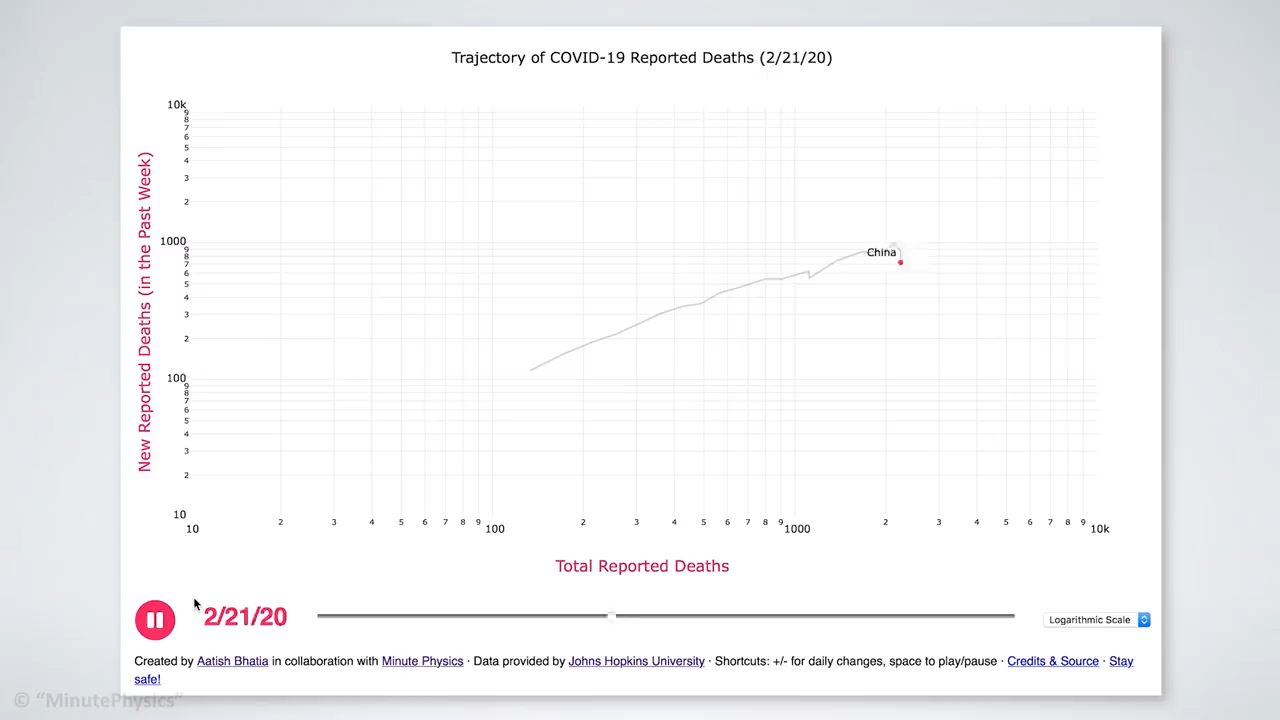 Trajectory of COVID-19 Reported Deaths (2/21/20)
New Reported Deaths (in the Past Week)
10k
9
8
7
6
5
4
3
2
1000
9
8
7
6
5
4
3
2
100
9
8
7
6
5
4
3
2
10
China
10 2 3 4 5 6 7 8 9 100 2 3 4 5 6 7 8 9 1000 2 3 4 5 6 7 8 9 10k
Total Reported Deaths
2/21/20
Logarithmic Scale
Created by Aatish Bhatia in collaboration with Minute Physics · Data provided by Johns Hopkins University · Shortcuts: +/- for daily changes, space to play/pause · Credits & Source · Stay
safe!
© "MinutePhysics"